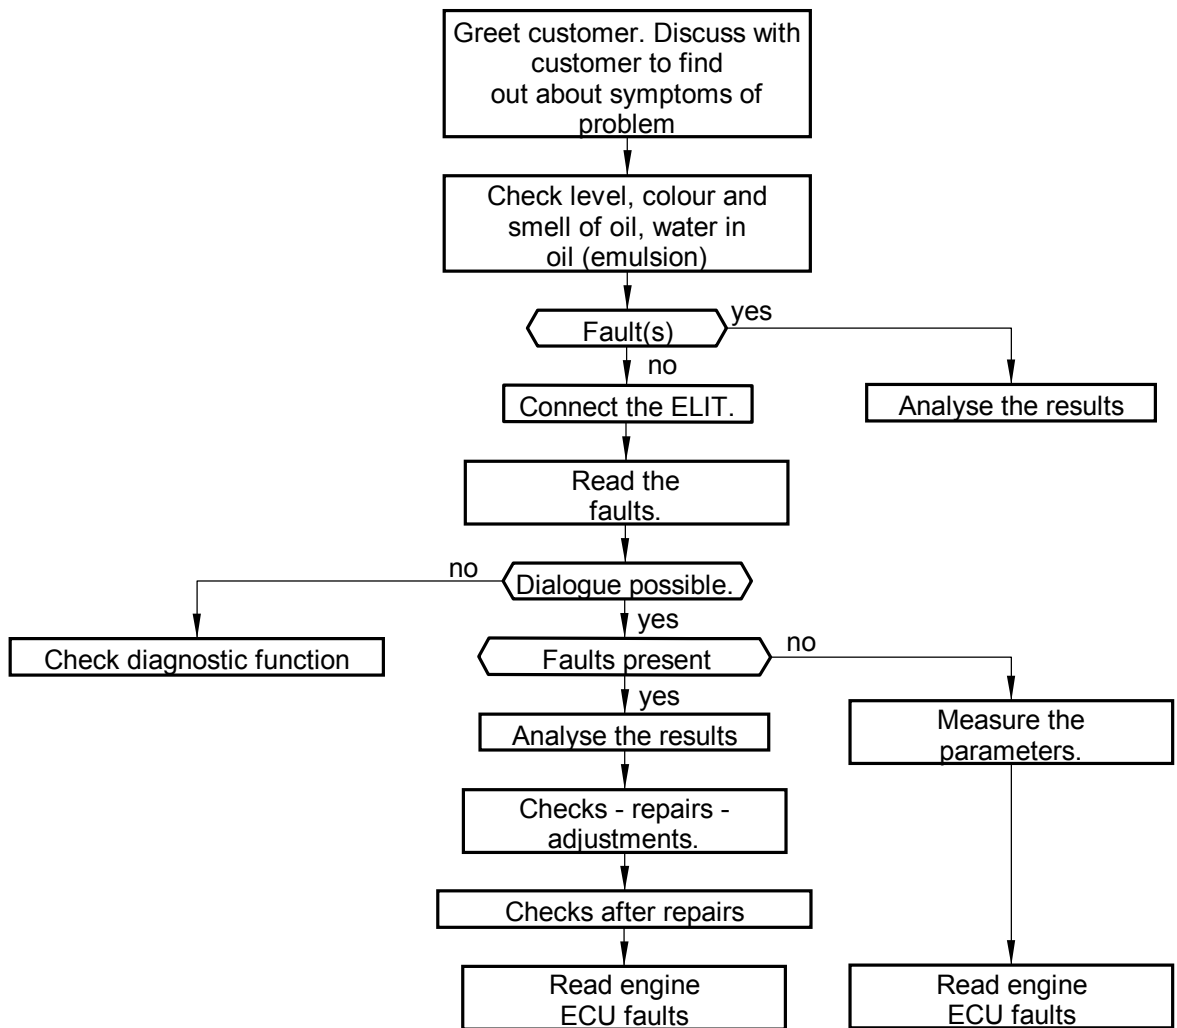 Greet customer. Discuss with
customer to find
out about symptoms of
problem
Check level, colour and
smell of oil, water in
oil (emulsion)
Fault(s)
yes
no
Connect the ELIT.
Analyse the results
Read the
faults.
no
Dialogue possible.
yes
Check diagnostic function
Faults present
no
yes
Analyse the results
Measure the
parameters.
Checks - repairs -
adjustments.
Checks after repairs
Read engine
ECU faults
Read engine
ECU faults